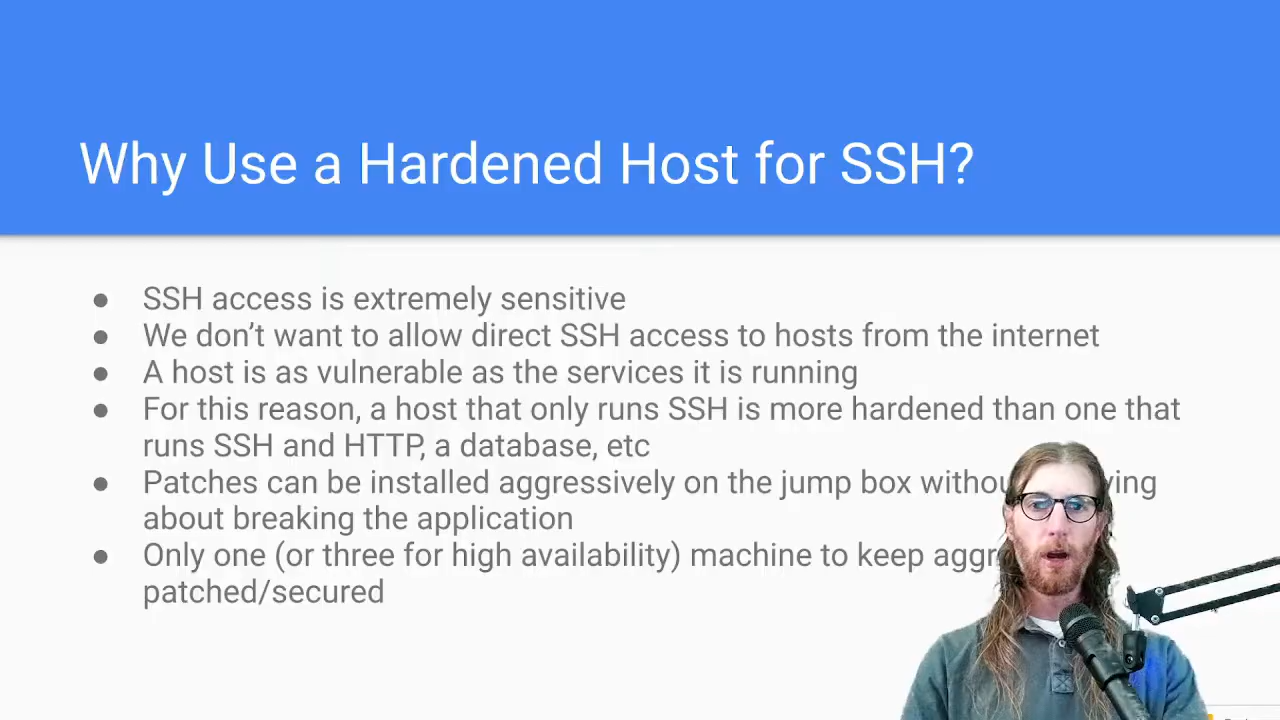 Why Use a Hardened Host for SSH?
● SSH access is extremely sensitive
● We don’t want to allow direct SSH access to hosts from the internet
● A host is as vulnerable as the services it is running
● For this reason, a host that only runs SSH is more hardened than one that
runs SSH and HTTP, a database, etc
● Patches can be installed aggressively on the jump box
about breaking the application
● Only one (or three for high availability) machine to keep
patched/secured